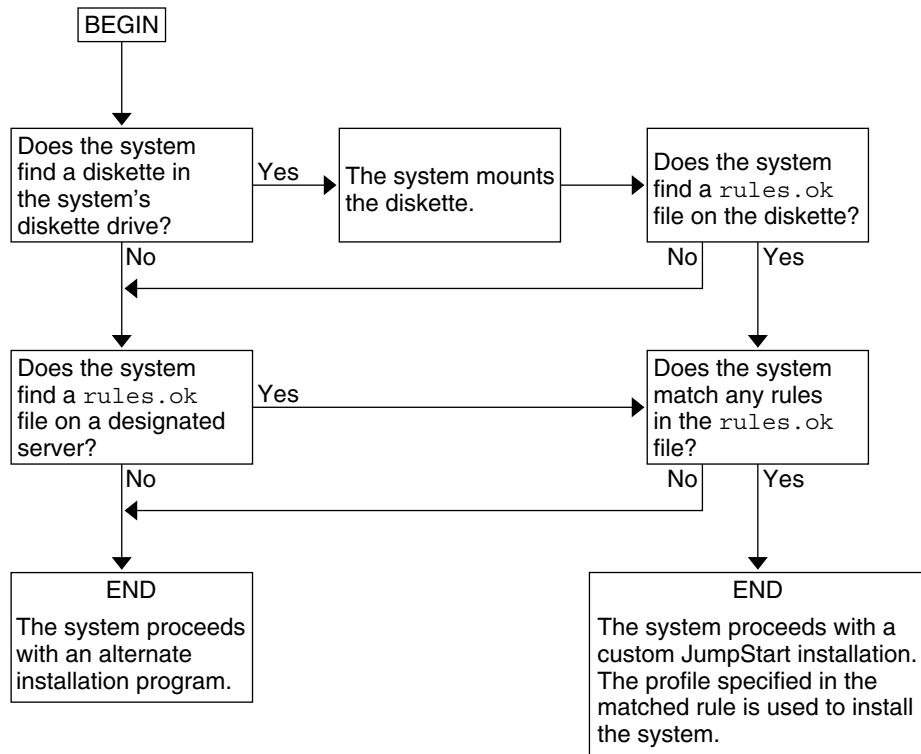 BEGIN
Does the system
find a diskette in
the system's
diskette drive?
Yes
The system mounts
the diskette.
Does the system
find a rules.ok
file on the diskette?
No
No
Yes
Does the system
find a rules.ok
file on a designated
server?
Yes
Does the system
match any rules
in the rules.ok
file?
No
No
Yes
END
The system proceeds
with an alternate
installation program.
END
The system proceeds with a
custom JumpStart installation.
The profile specified in the
matched rule is used to install
the system.